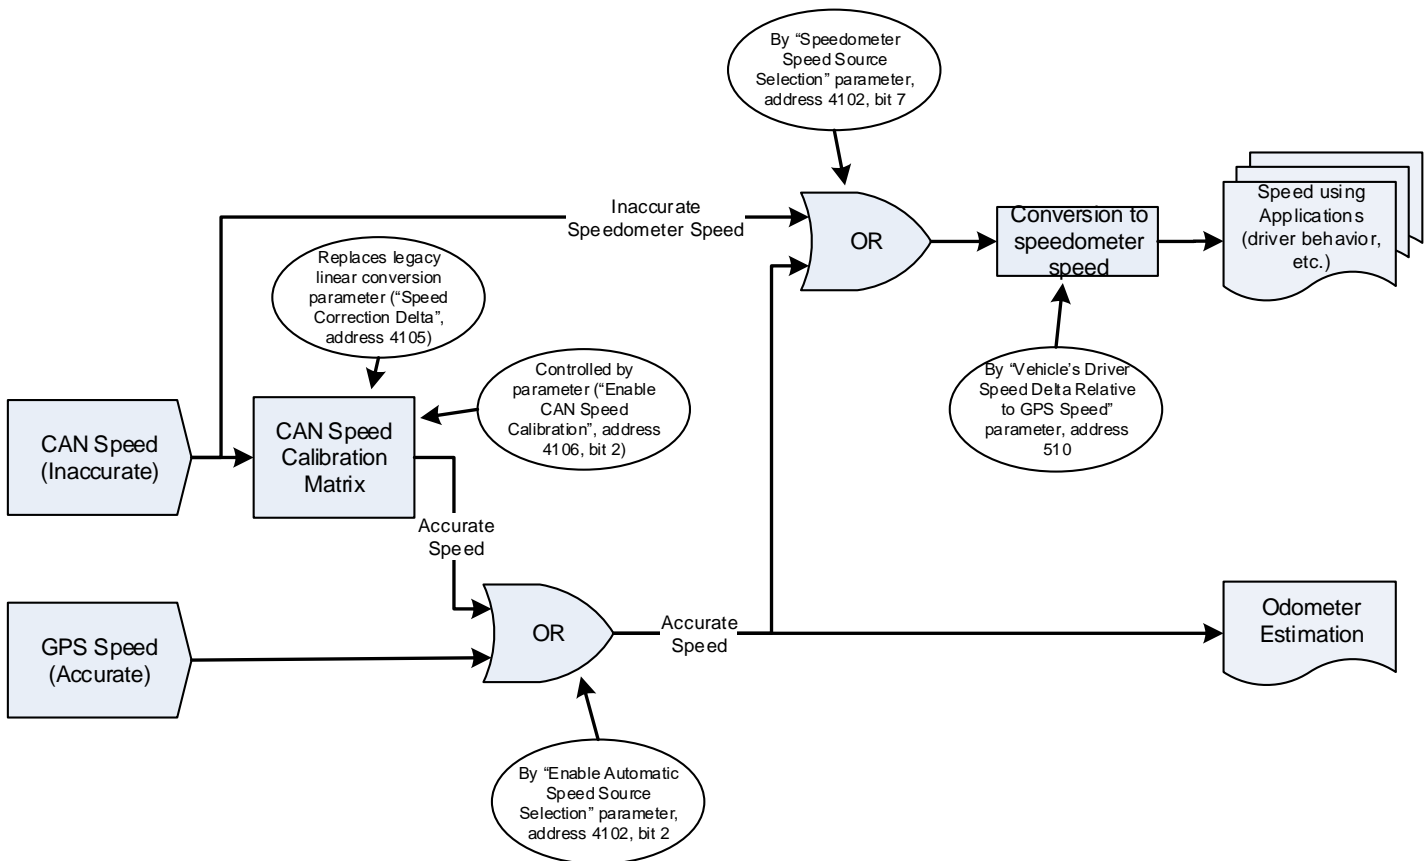 By “Speedometer
Speed Source
Selection” parameter,
address 4102, bit 7
Inaccurate
Speedometer Speed
OR
Conversion to
speedometer
speed
Speed using
Applications
(driver behavior,
etc.)
Replaces legacy
linear conversion
parameter (“Speed
Correction Delta”,
address 4105)
Controlled by
parameter (“Enable
CAN Speed
Calibration”, address
4106, bit 2)
By “Vehicle’s Driver
Speed Delta Relative
to GPS Speed”
parameter, address
510
CAN Speed
(Inaccurate)
CAN Speed
Calibration
Matrix
Accurate
Speed
GPS Speed
(Accurate)
OR
Accurate
Speed
Odometer
Estimation
By “Enable Automatic
Speed Source
Selection” parameter,
address 4102, bit 2